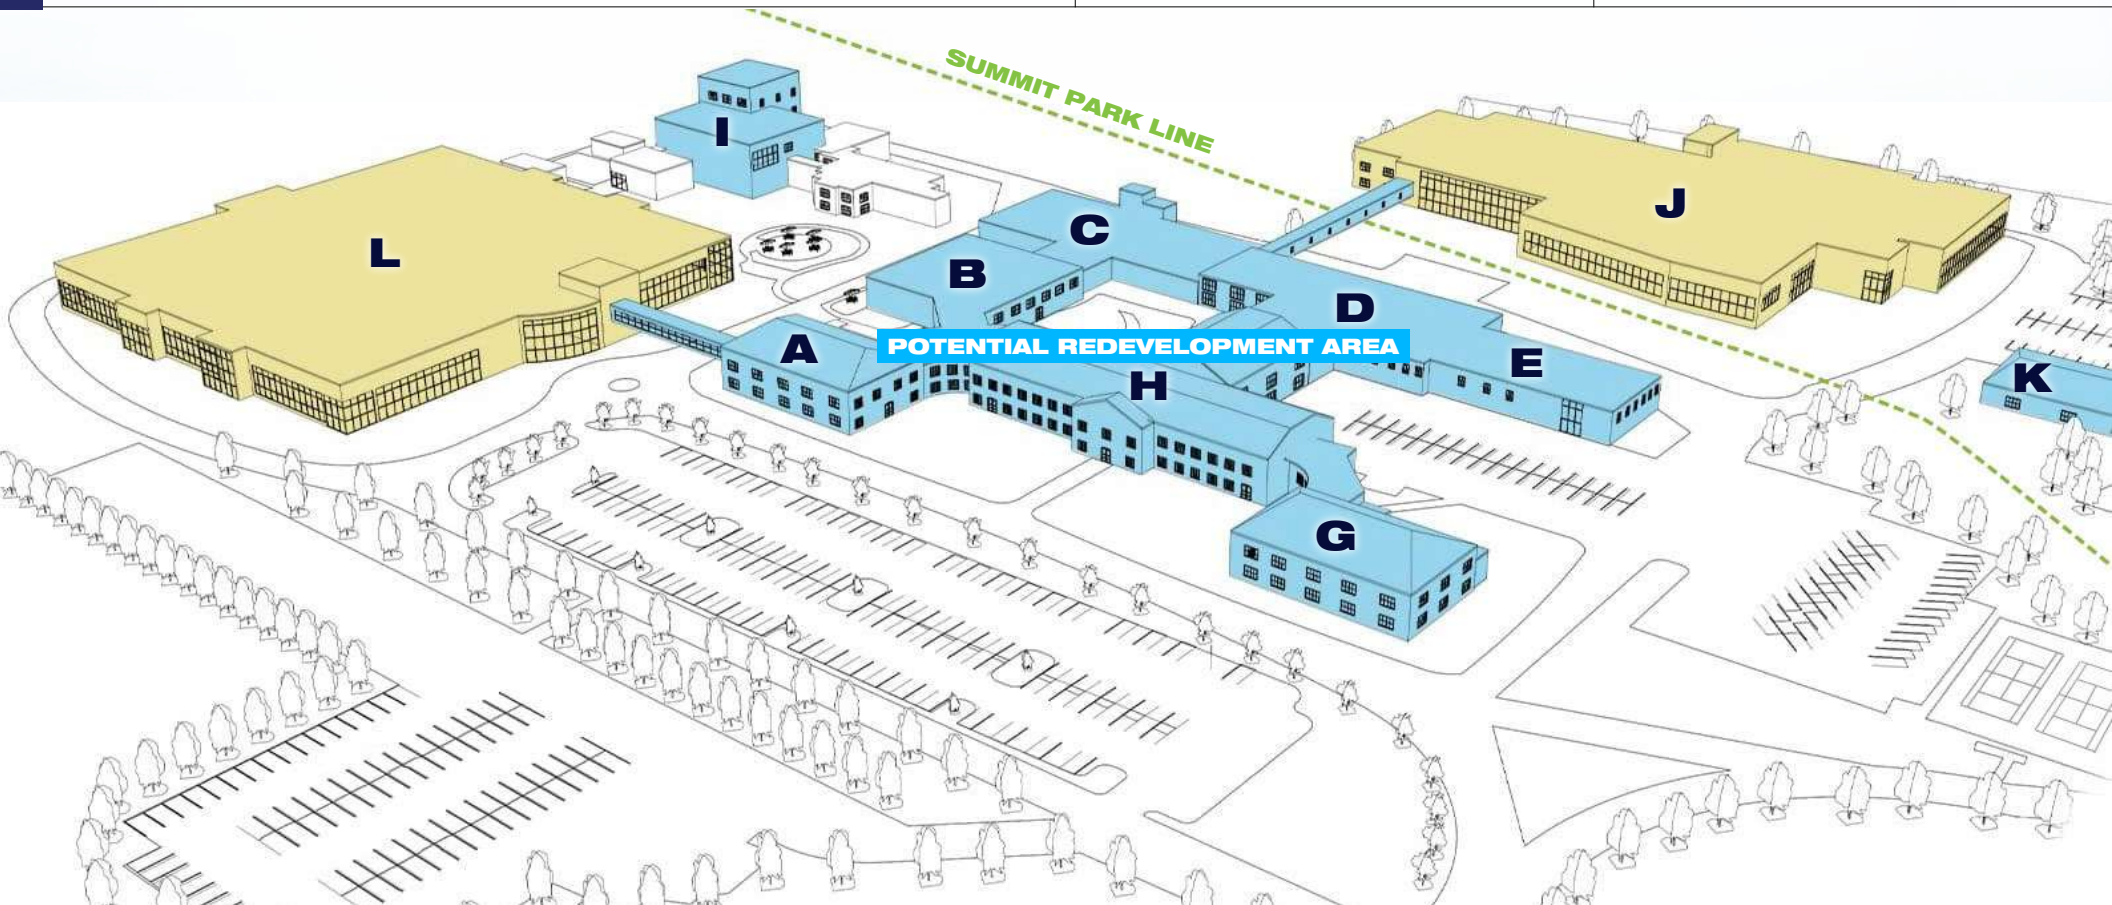 SUMMIT PARK LINE
I
J
C
L
B
D
A
POTENTIAL REDEVELOPMENT AREA
E
H
K
G